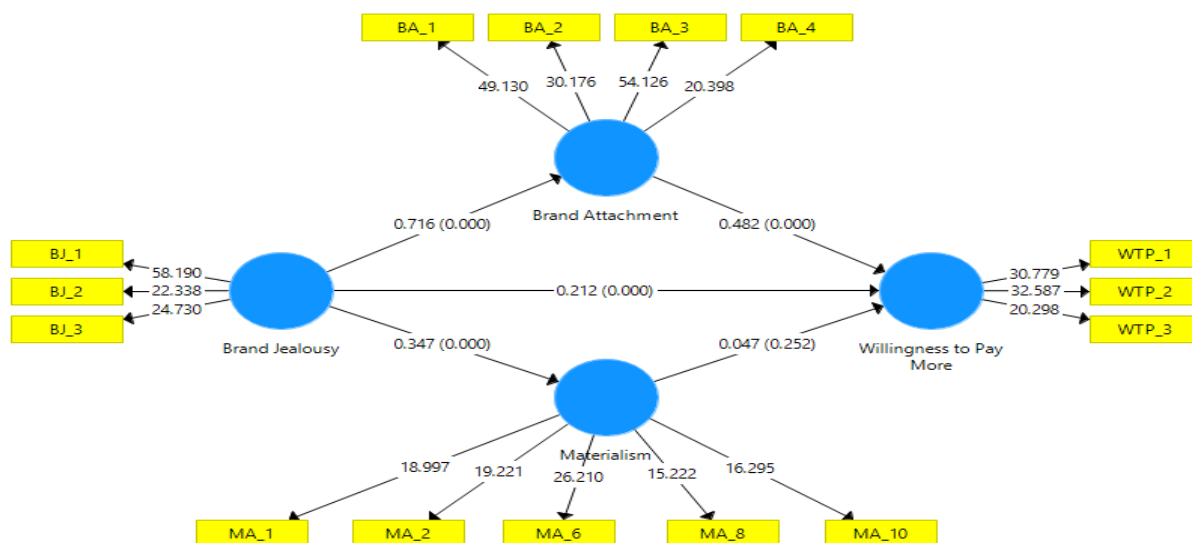 BA_1
BA_2
BA_3
BA_4
49.130
30.176
54.126
20.398
Brand Attachment
0.716 (0.000)
0.482 (0.000)
BJ_1
BJ_2
BJ_3
58.190
22.338
24.730
Brand Jealousy
0.212 (0.000)
WTP_1
WTP_2
WTP_3
30.779
32.587
20.298
Willingness to Pay
More
0.347 (0.000)
0.047 (0.252)
Materialism
18.997
19.221
26.210
15.222
16.295
MA_1
MA_2
MA_6
MA_8
MA_10